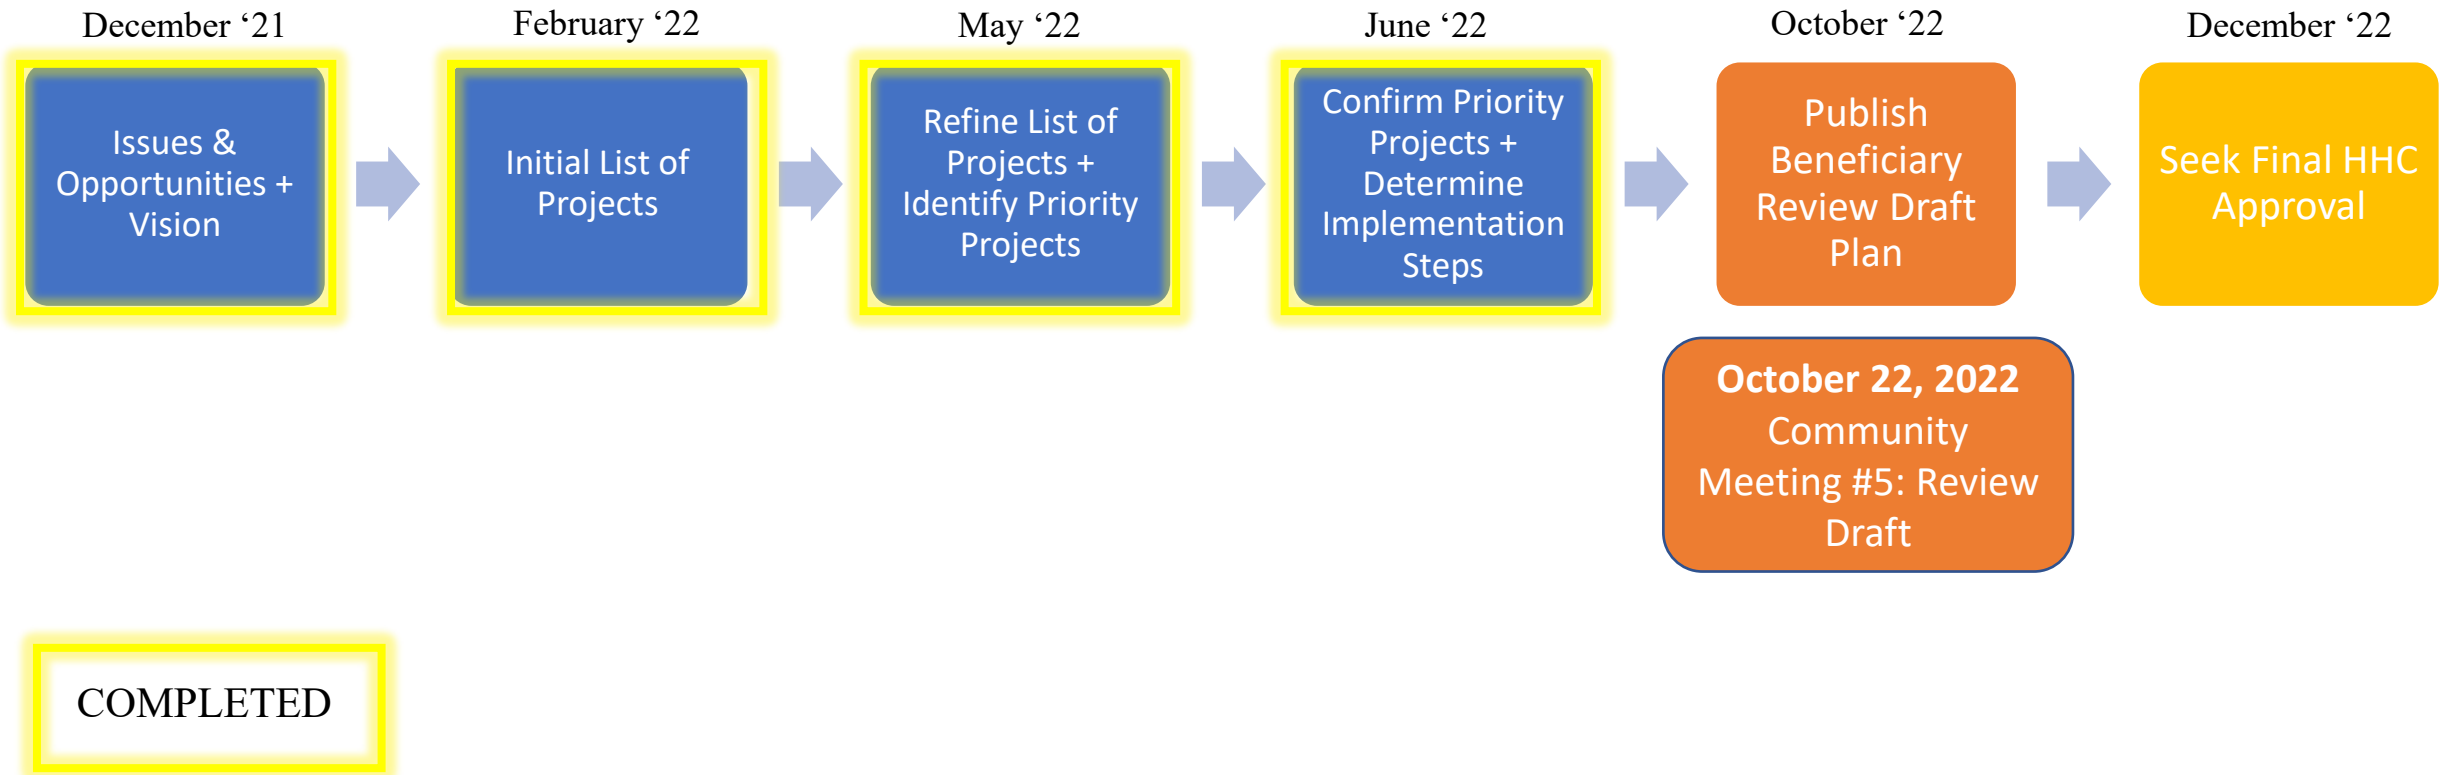 December ‘21
Issues &
Opportunities +
Vision
February ‘22
Initial List of
Projects
May ‘22
Refine List of
Projects +
Identify Priority
Projects
June ‘22
Confirm Priority
Projects +
Determine
Implementation
Steps
October ‘22
Publish
Beneficiary
Review Draft
Plan
October 22, 2022
Community
Meeting #5: Review
Draft
December ‘22
Seek Final HHC
Approval
COMPLETED